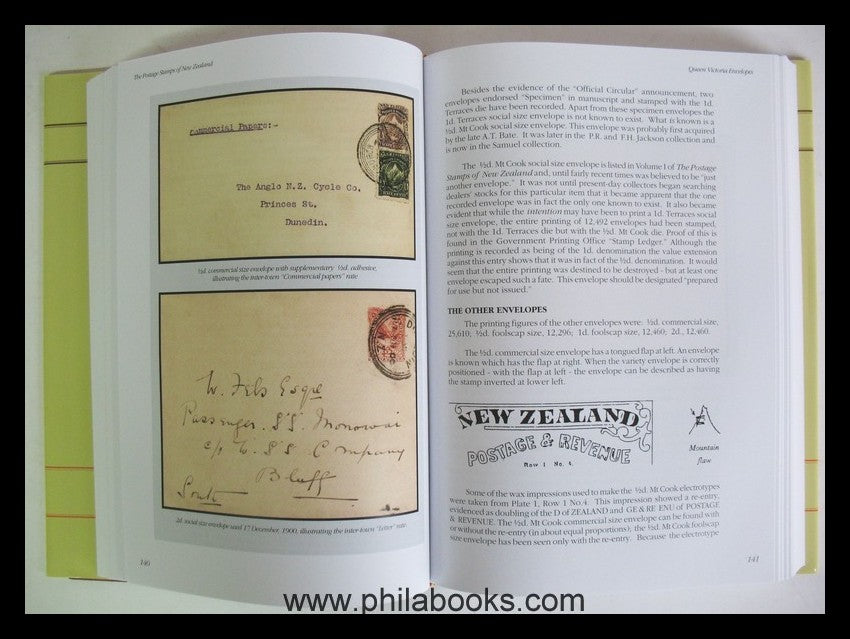 The Postage Stamps of New Zealand
Commercial Papers:-
The Anglo N.Z. Cycle Co.
Princes St.
Dunedin.
½d. commercial size envelope with supplementary ½d. adhesive,
illustrating the inter-town "Commercial papers" rate
W. Fels Esqre
Passenger. S.S. Monowai
c/o U. S.S. Company
Bluff
South
2d. social size envelope used 17 December, 1900, illustrating the inter-town "Letter" rate.
140
Queen Victoria Envelopes
Besides the evidence of the "Official Circular" announcement, two
envelopes endorsed "Specimen" in manuscript and stamped with the 1d.
Terraces die have been recorded. Apart from these specimen envelopes the
1d. Terraces social size envelope is not known to exist. What is known is a
½d. Mt Cook social size envelope. This envelope was probably first acquired
by the late A.T. Bate. It was later in the P.R. and F.H. Jackson collection and
is now in the Samuel collection.
The ½d. Mt Cook social size envelope is listed in Volume I of The Postage
Stamps of New Zealand and, until fairly recent times was believed to be "just
another envelope." It was not until present-day collectors began searching
dealers' stocks for this particular item that it became apparent that the one
recorded envelope was in fact the only one known to exist. It also became
evident that while the intention may have been to print a 1d. Terraces social
size envelope, the entire printing of 12,492 envelopes had been stamped,
not with the 1d. Terraces die but with the ½d. Mt Cook die. Proof of this is
found in the Government Printing Office "Stamp Ledger." Although the
printing is recorded as being of the 1d. denomination the value extension
against this entry shows that it was in fact of the ½d. denomination. It would
seem that the entire printing was destined to be destroyed - but at least one
envelope escaped such a fate. This envelope should be designated "prepared
for use but not issued."
THE OTHER ENVELOPES
The printing figures of the other envelopes were: ½d. commercial size,
25,610; ½d. foolscap size, 12,296; 1d. foolscap size, 12,460; 2d., 12,460.
The ½d. commercial size envelope has a tongued flap at left. An envelope
is known which has the flap at right. When the variety envelope is correctly
positioned - with the flap at left - the envelope can be described as having
the stamp inverted at lower left.
NEW ZEALAND
POSTAGE & REVENUE
Row 1 No. 4.
Mountain
flaw
Some of the wax impressions used to make the ½d. Mt Cook electrotypes
were taken from Plate 1, Row 1 No.4. This impression showed a re-entry,
evidenced as doubling of the D of ZEALAND and GE & RE ENU of POSTAGE
& REVENUE. The ½d. Mt Cook commercial size envelope can be found with
or without the re-entry (in about equal proportions), the ½d. Mt Cook foolscap
size envelope has been seen only with the re-entry. Because the electrotype
141
www.philabooks.com